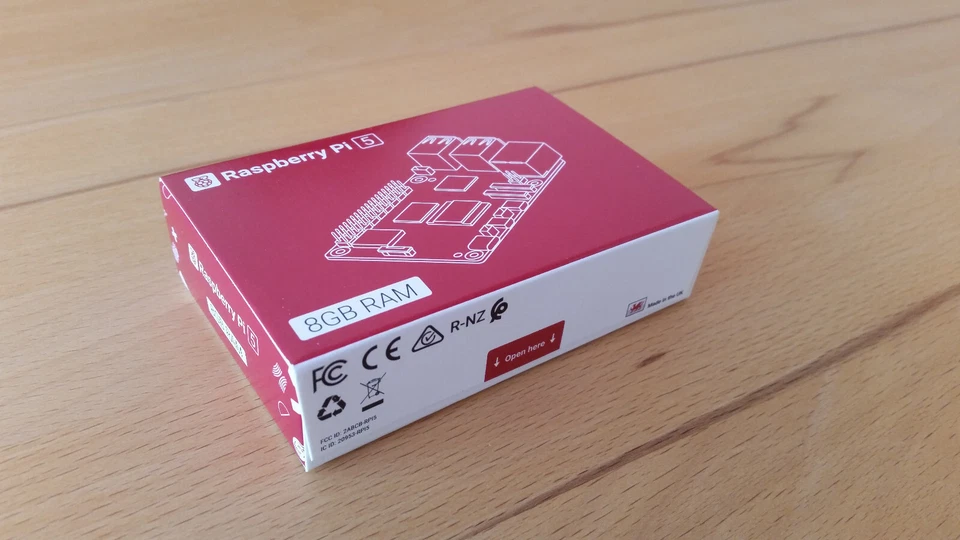 Raspberry Pi 5
8GB RAM
Raspberry Pi 5
FC CE R-NZ
Open here
Made in the UK
FCC ID: 2ABCB-RPI5
IC ID: 20953-RPI5